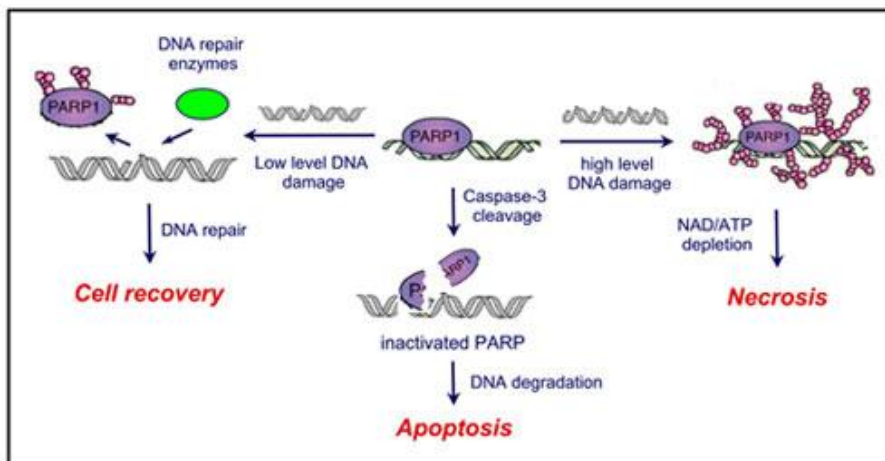 DNA repair
enzymes
PARP1
Low level DNA
damage
PARP1
high level
DNA damage
PARP1
DNA repair
Cell recovery
Caspase-3
cleavage
P
ARP1
inactivated PARP
DNA degradation
Apoptosis
NAD/ATP
depletion
Necrosis